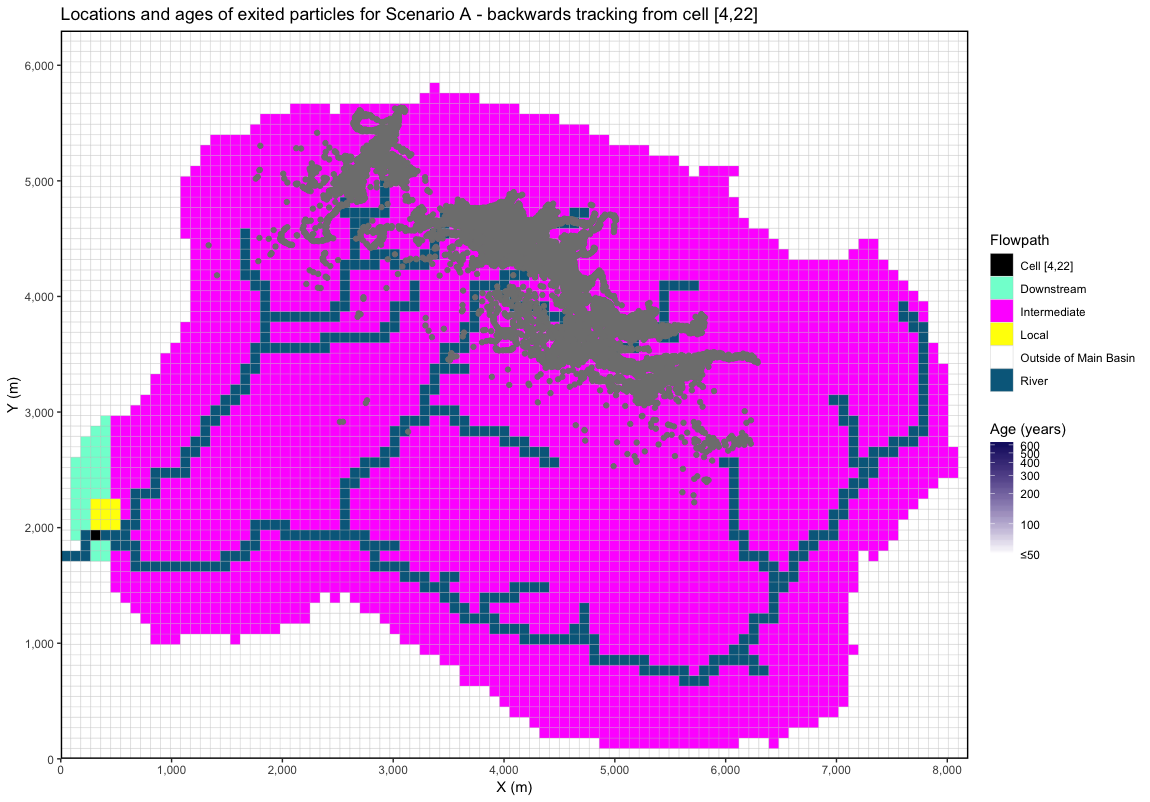 Locations and ages of exited particles for Scenario A - backwards tracking from cell [4,22]
Y (m)
6,000
5,000
4,000
3,000
2,000
1,000
0
0 1,000 2,000 3,000 4,000 5,000 6,000 7,000 8,000
X (m)
Flowpath
Cell [4,22]
Downstream
Intermediate
Local
Outside of Main Basin
River
Age (years)
600
500
400
300
200
100
≤50